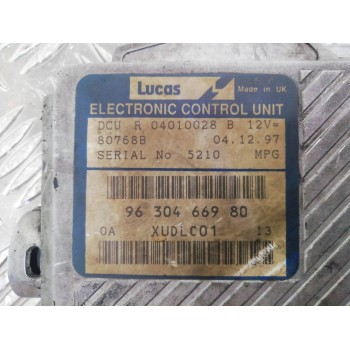 Lucas
Made in UK
ELECTRONIC CONTROL UNIT
DCU R 04010028 B 12V=
80768B 04.12.97
SERIAL No 5210 MPG
96 304 669 80
0A XUDLC01 13